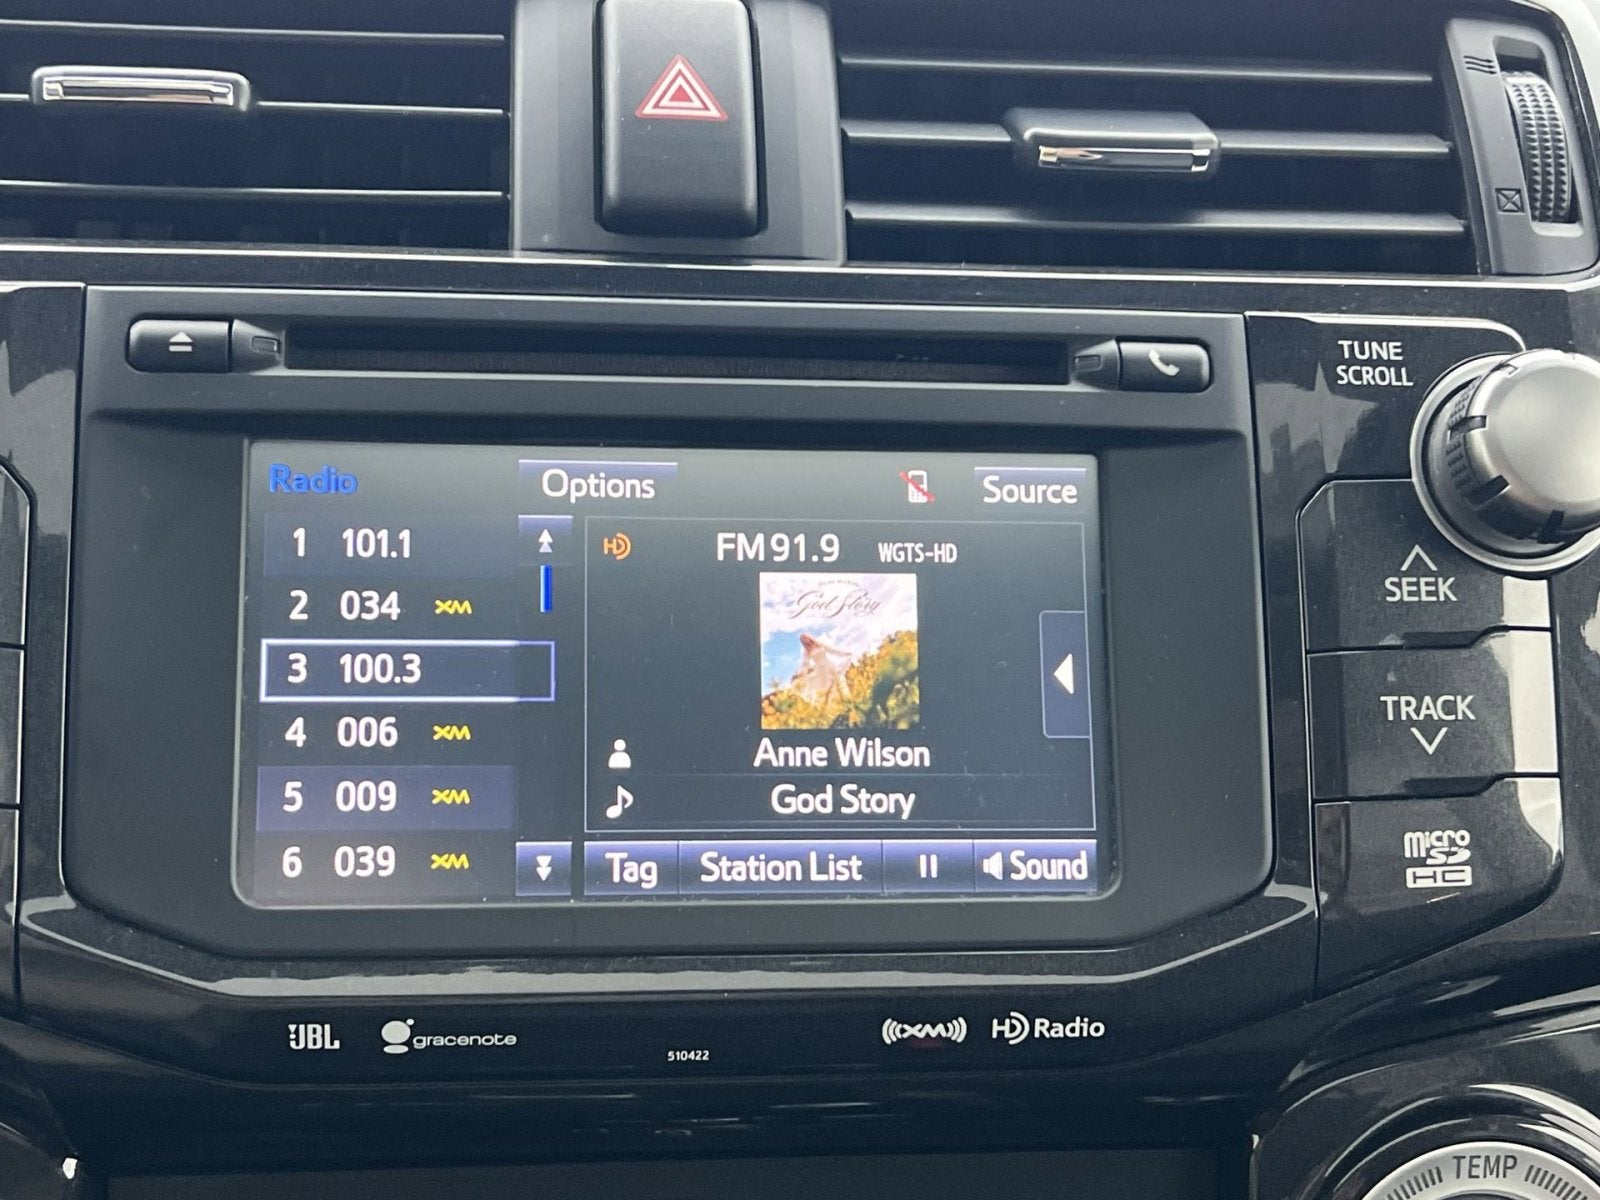 TUNE
SCROLL
Radio
Options
Source
1 101.1
2 034 XM
3 100.3
4 006 XM
5 009 XM
6 039 XM
HD
FM 91.9 WGTS-HD
God Story
Anne Wilson
God Story
Tag
Station List
Sound
SEEK
TRACK
micro
SD
HC
JBL
gracenote
510422
((XM))
HD Radio
TEMP